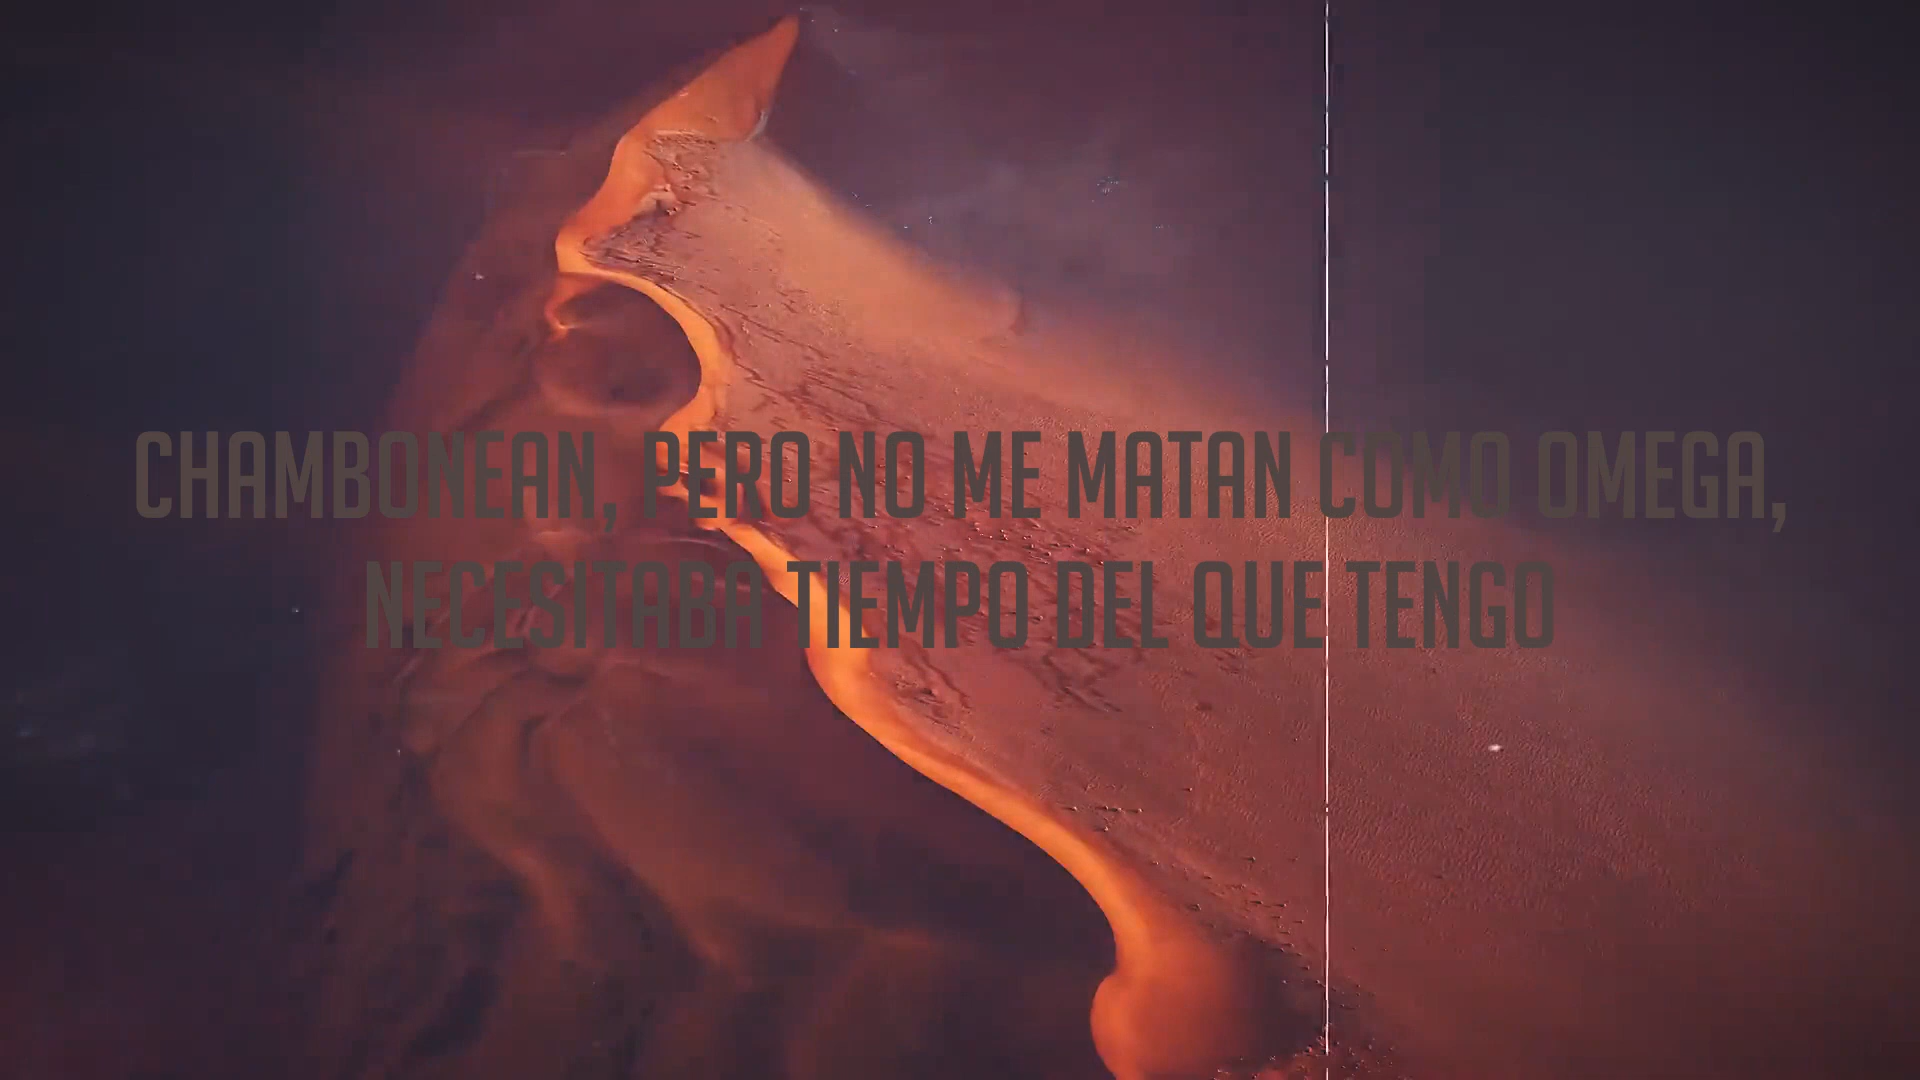 CHAMBONEAN, PERO NO ME MATAN COMO OMEGA,
NECESITABA TIEMPO DEL QUE TENGO